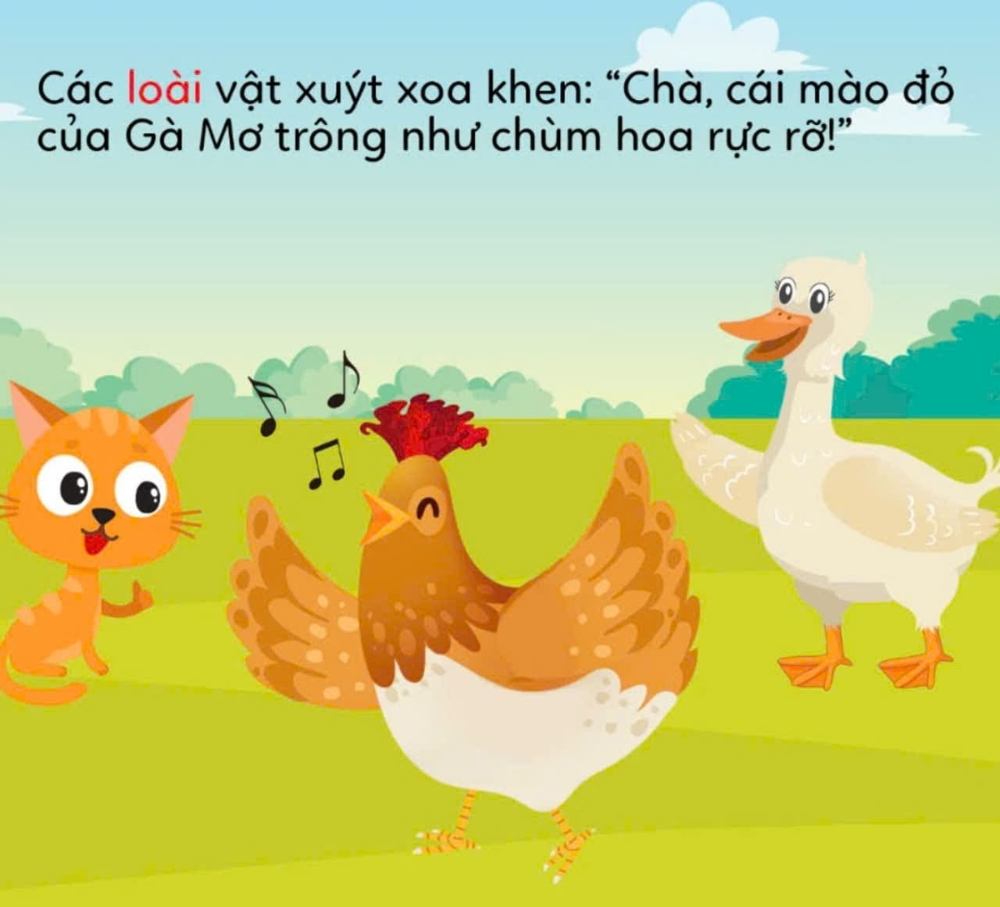 Các loài vật xuýt xoa khen: “Chà, cái mào đỏ
của Gà Mơ trông như chùm hoa rực rỡ!”